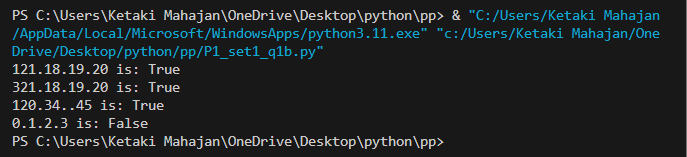 PS C:\Users\Ketaki Mahajan\OneDrive\Desktop\python\pp> & "C:/Users/Ketaki Mahajan
/AppData/Local/Microsoft/WindowsApps/python3.11.exe" "c:/Users/Ketaki Mahajan/One
Drive/Desktop/python/pp/P1_set1_q1b.py"
121.18.19.20 is: True
321.18.19.20 is: True
120.34..45 is: True
0.1.2.3 is: False
PS C:\Users\Ketaki Mahajan\OneDrive\Desktop\python\pp>